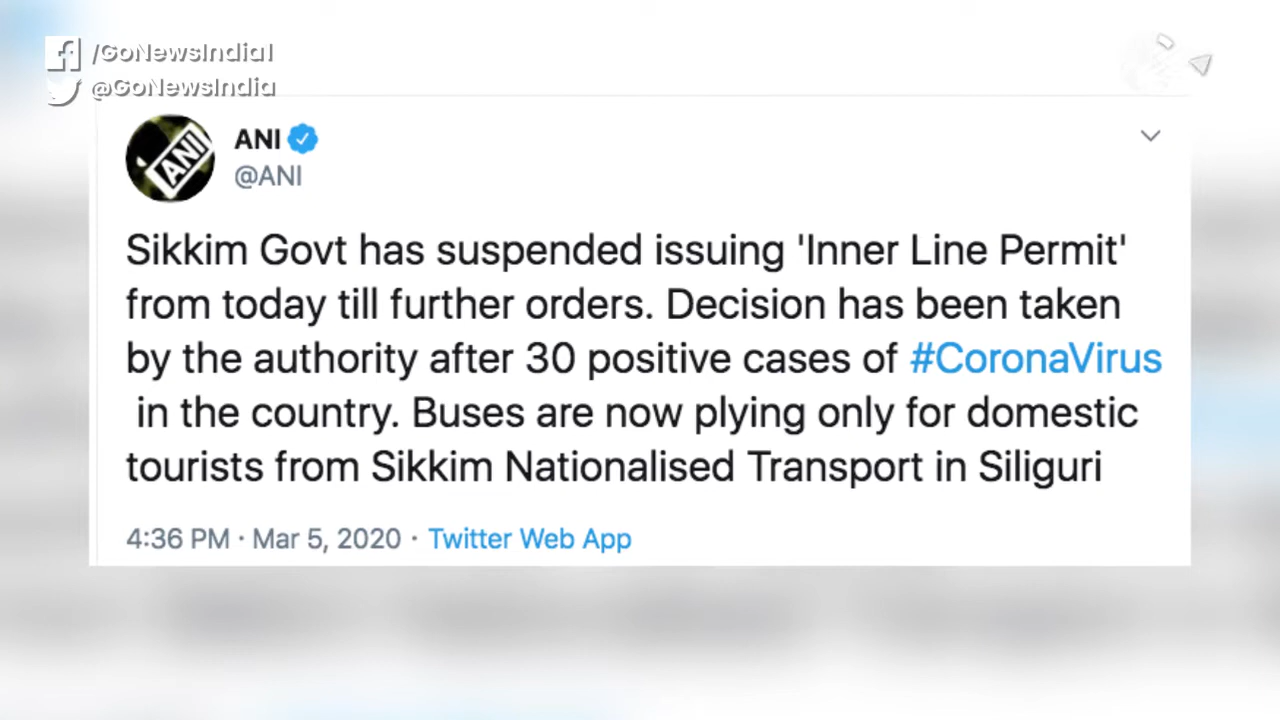 /GoNewsIndia1
@GoNewsIndia
ANI
ANI
@ANI
Sikkim Govt has suspended issuing 'Inner Line Permit'
from today till further orders. Decision has been taken
by the authority after 30 positive cases of #CoronaVirus
in the country. Buses are now plying only for domestic
tourists from Sikkim Nationalised Transport in Siliguri
4:36 PM · Mar 5, 2020 · Twitter Web App